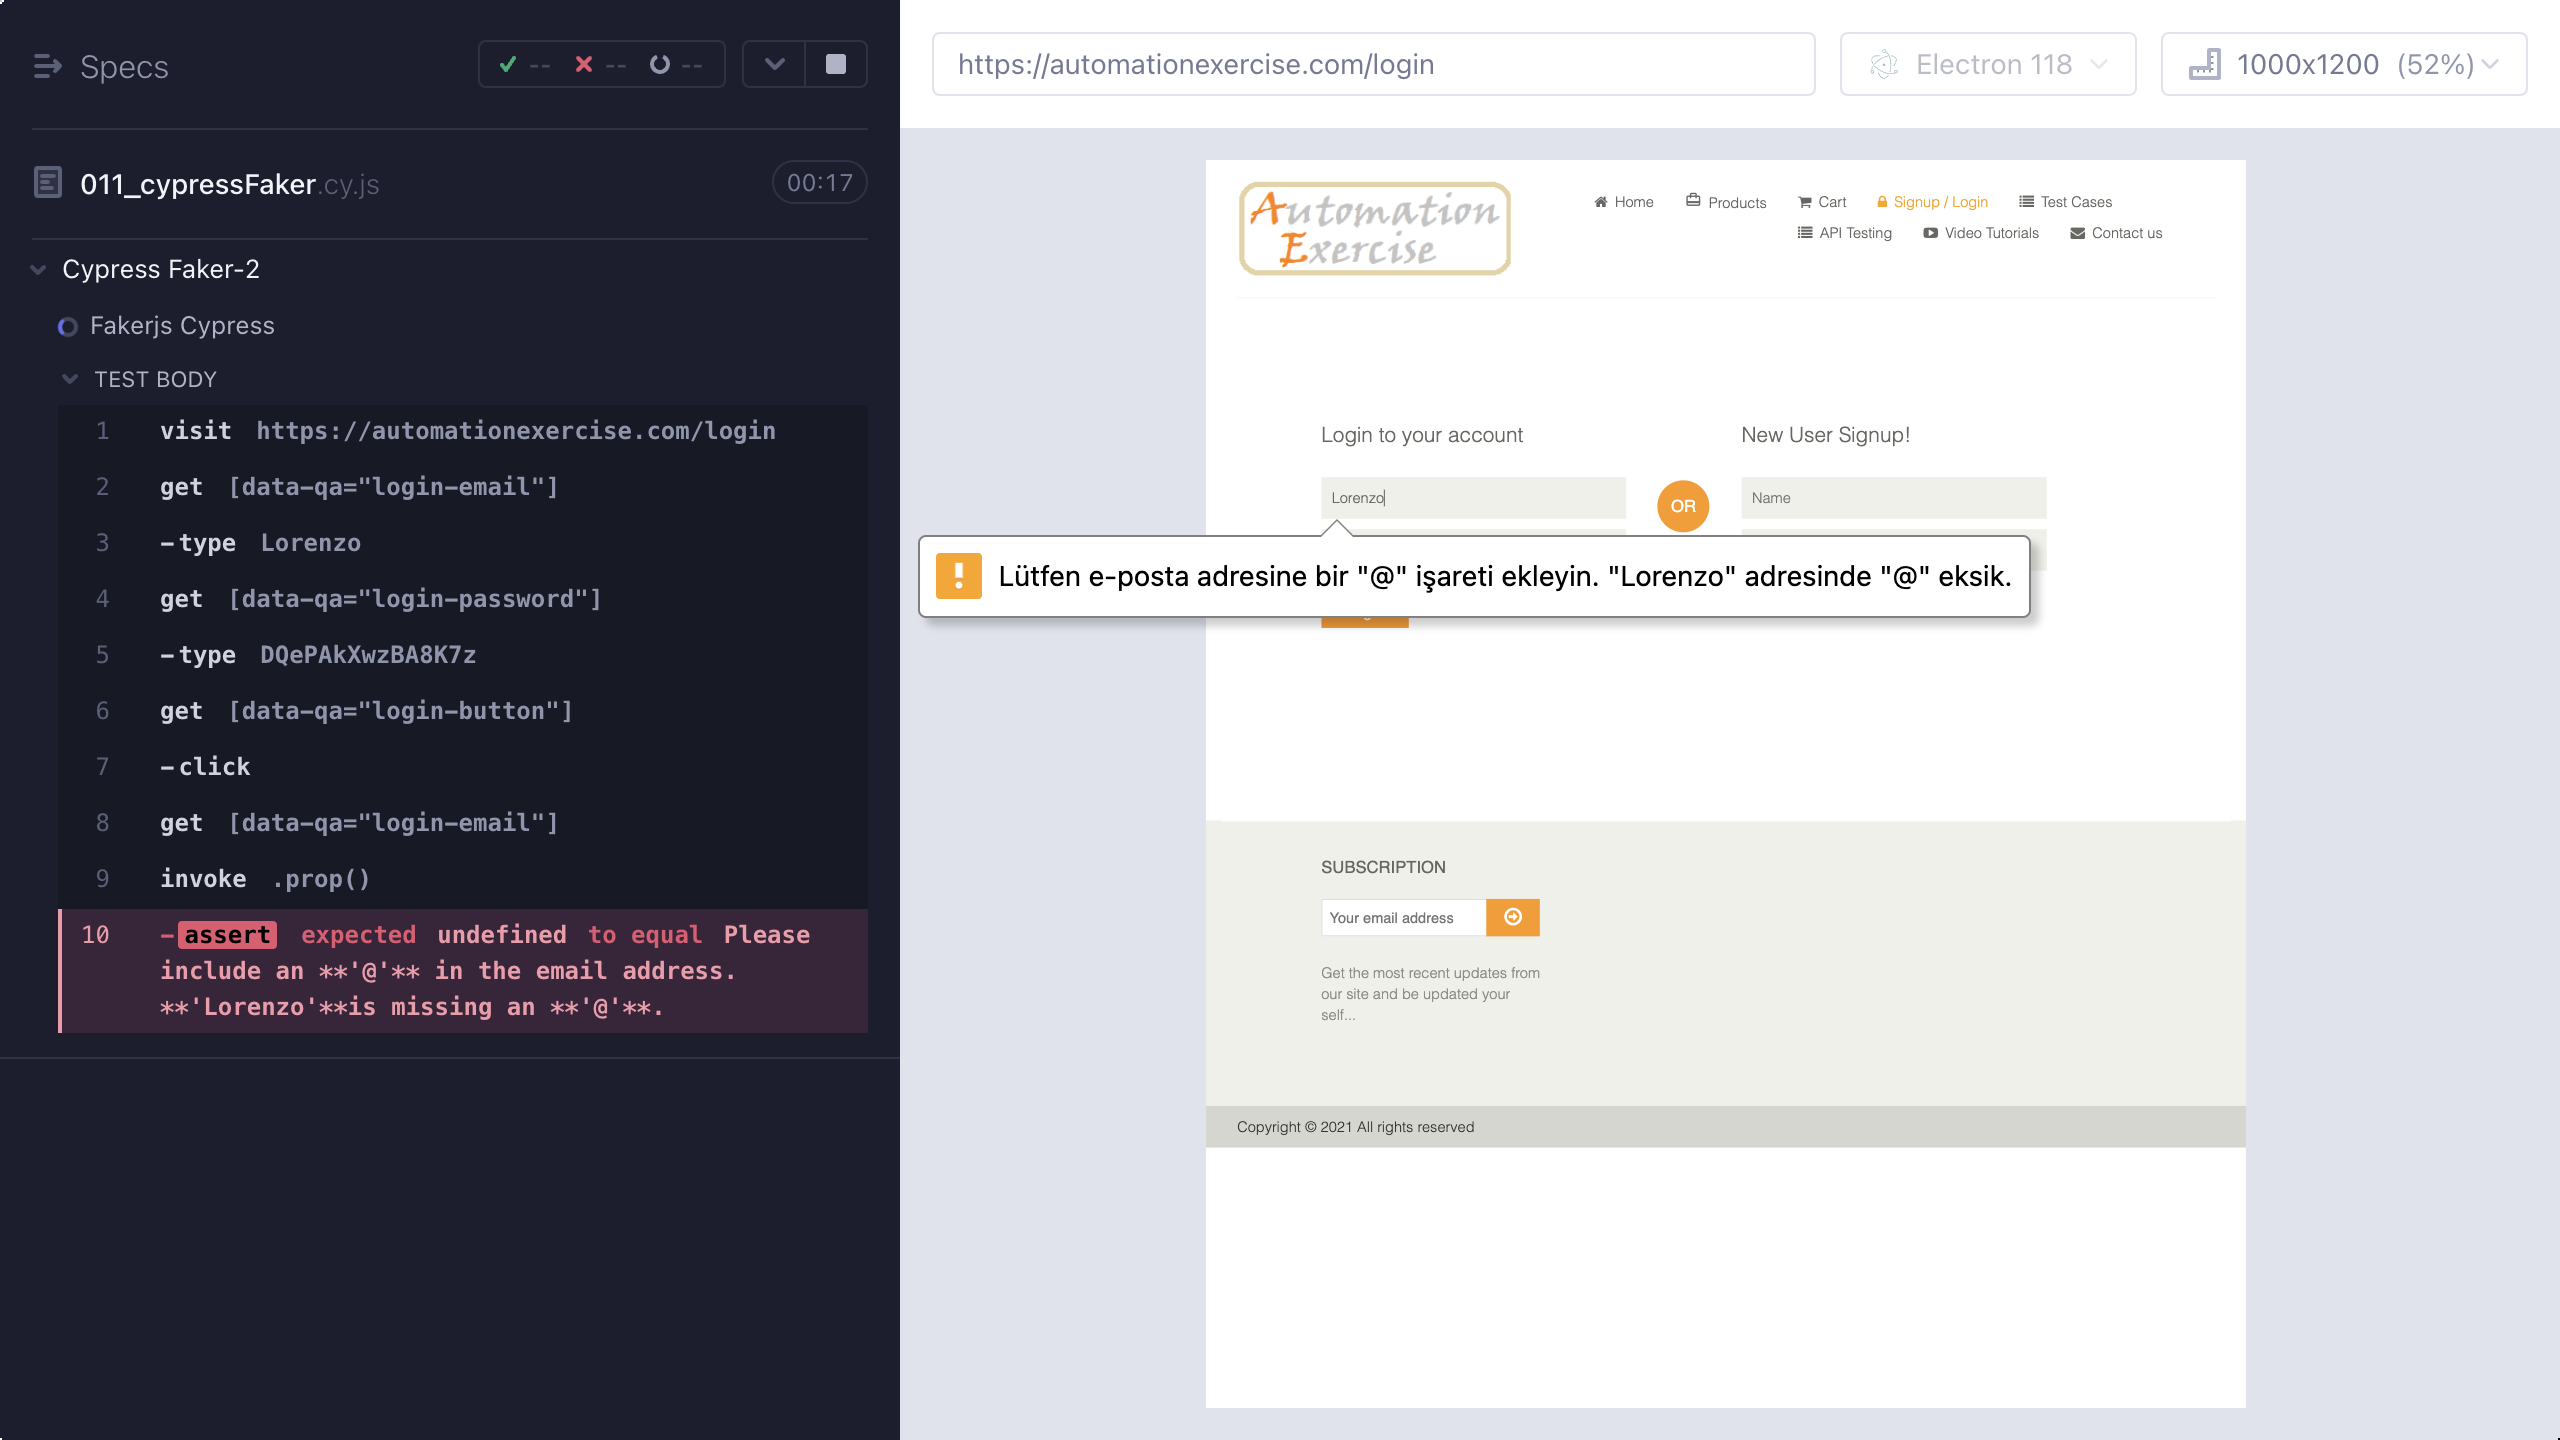 Specs
--
--
--
011_cypressFaker.cy.js
00:17
Cypress Faker-2
Fakerjs Cypress
TEST BODY
1 visit https://automationexercise.com/login
2 get [data-qa="login-email"]
3 -type Lorenzo
4 get [data-qa="login-password"]
5 -type DQePAkXwzBA8K7z
6 get [data-qa="login-button"]
7 -click
8 get [data-qa="login-email"]
9 invoke .prop()
10 -assert expected undefined to equal Please
include an **'@'** in the email address.
**'Lorenzo'**is missing an **'@'**.
https://automationexercise.com/login
Electron 118
1000x1200 (52%)
Automation
Exercise
Home
Products
Cart
Signup / Login
Test Cases
API Testing
Video Tutorials
Contact us
Login to your account
New User Signup!
Lorenzo
OR
Name
Lütfen e-posta adresine bir "@" işareti ekleyin. "Lorenzo" adresinde "@" eksik.
SUBSCRIPTION
Your email address
Get the most recent updates from
our site and be updated your
self...
Copyright © 2021 All rights reserved